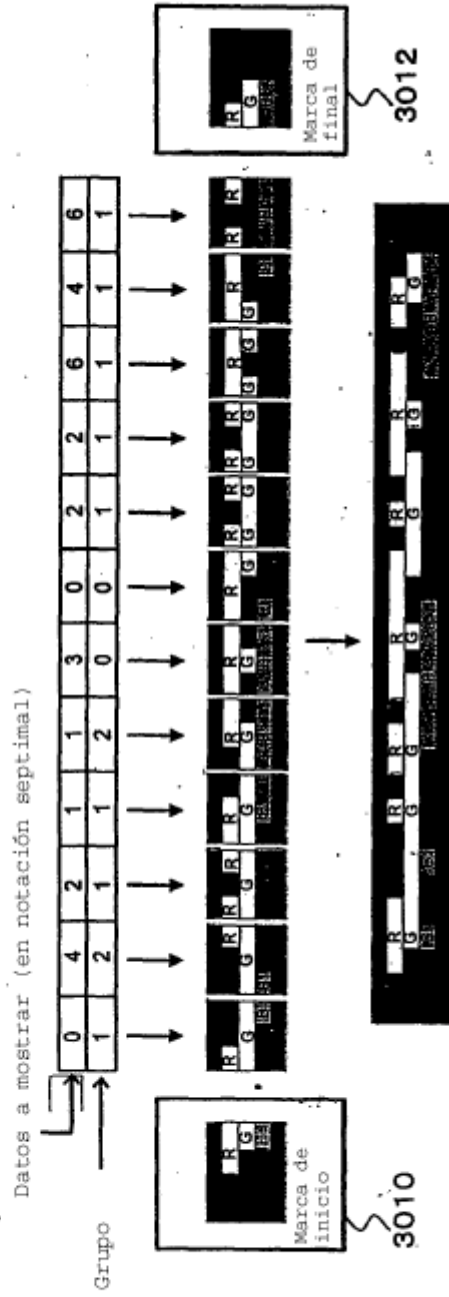 Datos a mostrar (en notación septimal)
0 4 2 1 1 3 0 2 2 6 4 6
Grupo
1 2 1 1 2 0 0 1 1 1 1 1
R
G
Marca de
inicio
3010
R R R R R R R R R R R R R R R
G G G G G G G G G G G G
R
G
Marca de
final
3012
R R R R R R R
G G G G G G G